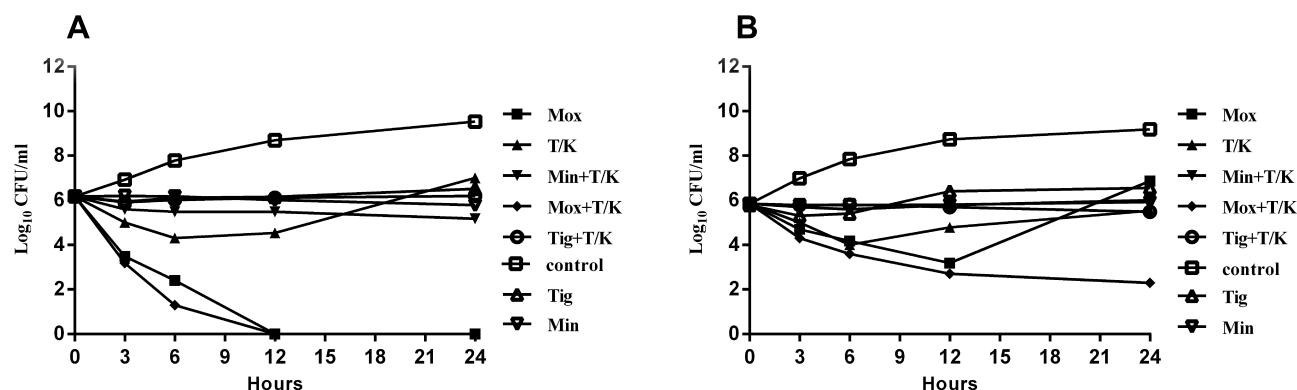 A
12
10
8
6
4
2
0
Log10 CFU/ml
0 3 6 9 12 15 18 21 24
Hours
Mox
T/K
Min+T/K
Mox+T/K
Tig+T/K
control
Tig
Min
B
12
10
8
6
4
2
0
Log10 CFU/ml
0 3 6 9 12 15 18 21 24
Hours
Mox
T/K
Min+T/K
Mox+T/K
Tig+T/K
control
Tig
Min